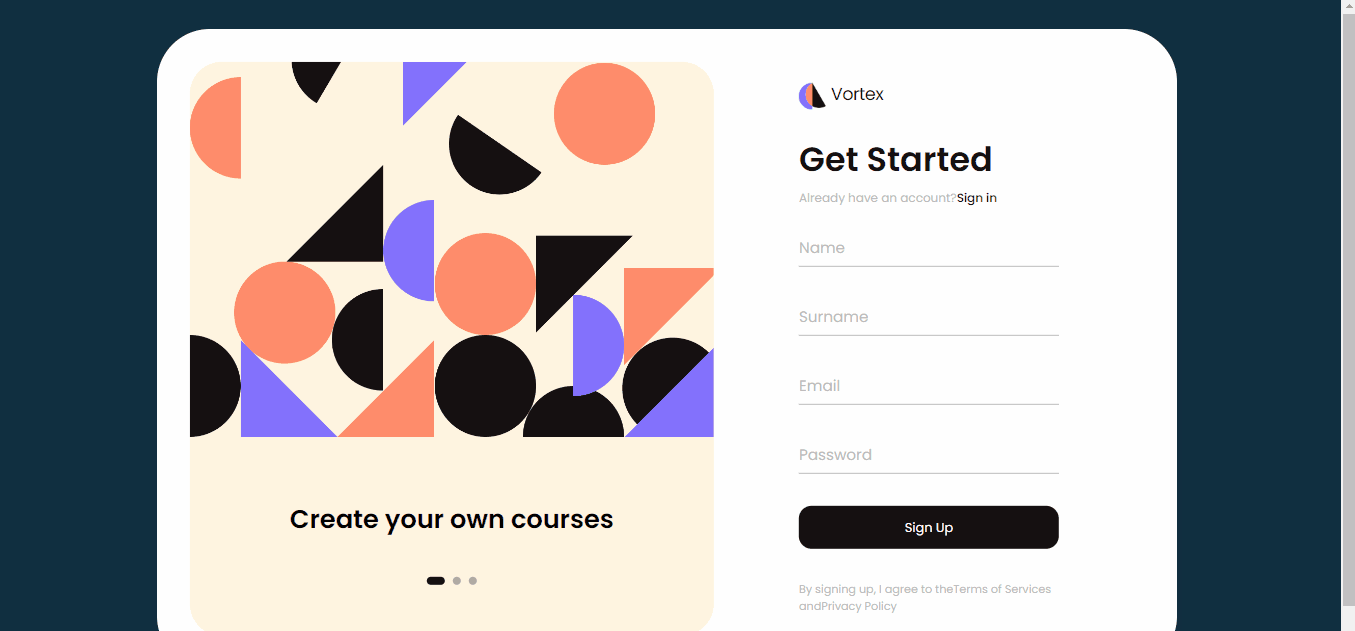 Vortex
Get Started
Already have an account?Sign in
Name
Surname
Email
Password
Sign Up
By signing up, I agree to theTerms of Services
andPrivacy Policy
Create your own courses